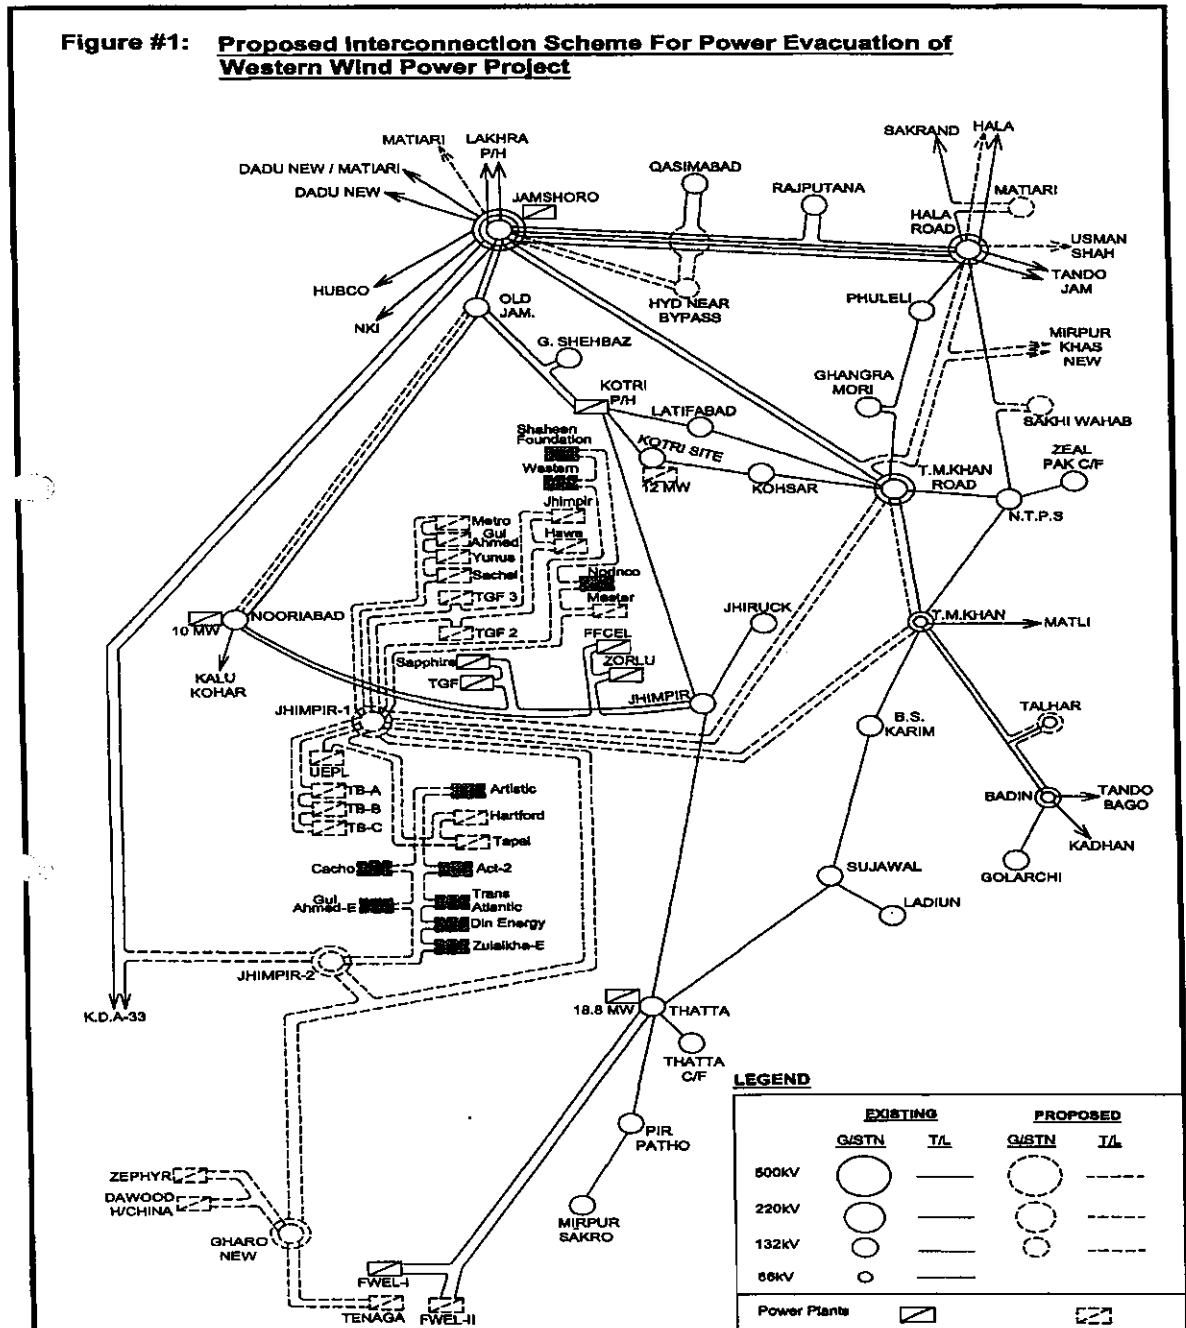 Figure #1: Proposed Interconnection Scheme For Power Evacuation of
Western Wind Power Project
MATIARI
LAKHRA
P/H
DADU NEW / MATIARI
DADU NEW
JAMSHORO
QASIMABAD
RAJPUTANA
SAKRAND
HALA
MATIARI
HALA
ROAD
USMAN
SHAH
TANDO
JAM
HUBCO
NKI
OLD
JAM.
HYD NEAR
BYPASS
PHULELI
MIRPUR
KHAS
NEW
G. SHEHBAZ
KOTRI
P/H
GHANGRA
MORI
LATIFABAD
SAKHI WAHAB
Shaheen
Foundation
KOTRI SITE
Western
12 MW
KOHSAR
T.M.KHAN
ROAD
ZEAL
PAK C/F
N.T.P.S
Jhimpir
Hawa
Metro
Gul
Ahmed
Yunus
Sachal
TGF 3
TGF 2
Nodnco
Master
NOORIABAD
10 MW
KALU
KOHAR
FFCEL
ZORLU
Sapphire
TGF
JHIRUCK
JHIMPIR
T.M.KHAN
MATLI
JHIMPIR-1
B.S.
KARIM
TALHAR
UEPL
TB-A
TB-B
TB-C
Artistic
Hartford
Tapal
BADIN
TANDO
BAGO
KADHAN
GOLARCHI
Cacho
Act-2
Gul
Ahmed-E
Trans
Atlantic
Din Energy
Zulaikha-E
SUJAWAL
LADIUN
JHIMPIR-2
K.D.A-33
18.8 MW
THATTA
THATTA
C/F
PIR
PATHO
MIRPUR
SAKRO
ZEPHYR
DAWOOD
H/CHINA
GHARO
NEW
FWEL-I
TENAGA
FWEL-II
LEGEND
EXISTING PROPOSED
G/STN T/L G/STN T/L
500kV
220kV
132kV
66kV
Power Plants